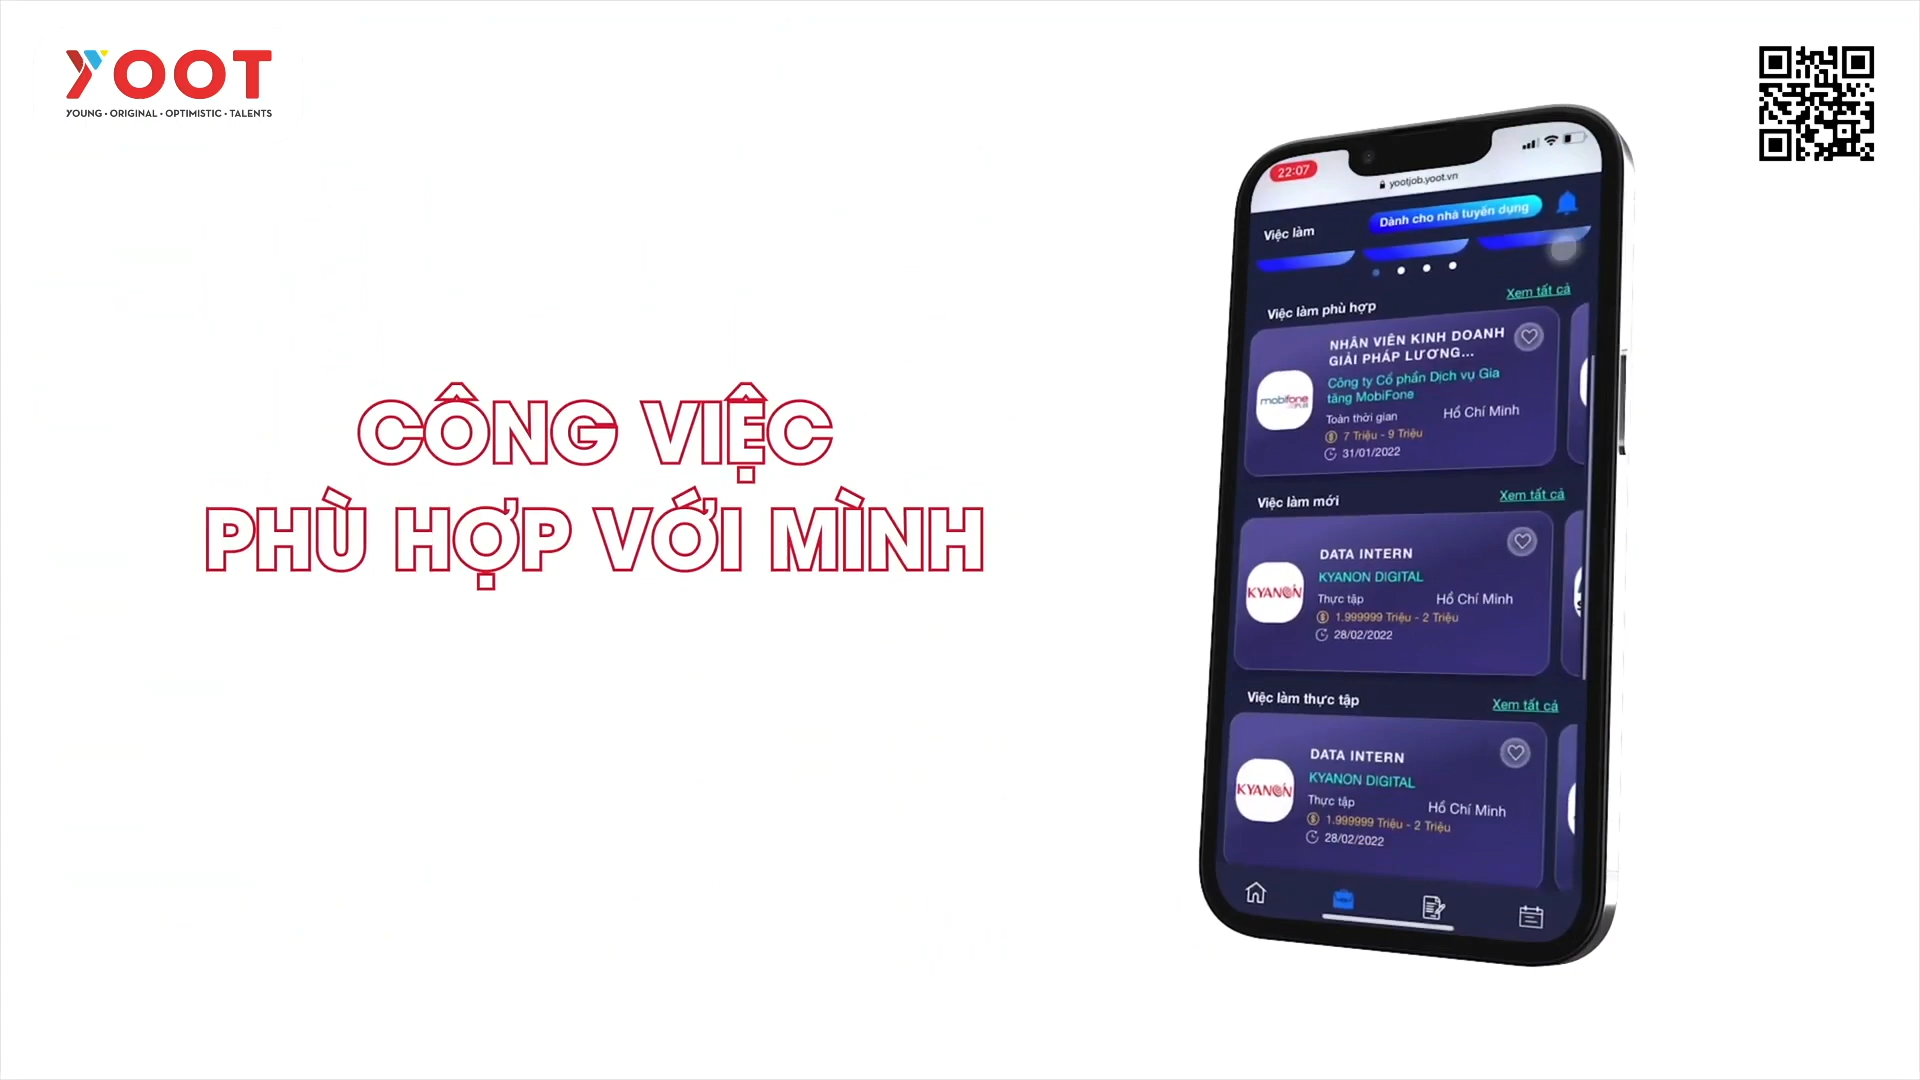 YOOT
YOUNG • ORIGINAL • OPTIMISTIC • TALENTS
CÔNG VIỆC
PHÙ HỢP VỚI MÌNH
22:07
yootjob.yoot.vn
Việc làm
Dành cho nhà tuyển dụng
Việc làm phù hợp
Xem tất cả
NHÂN VIÊN KINH DOANH
GIẢI PHÁP LƯƠNG...
mobifone
PLUS
Công ty Cổ phần Dịch vụ Gia
tăng MobiFone
Toàn thời gian
Hồ Chí Minh
7 Triệu - 9 Triệu
31/01/2022
Việc làm mới
Xem tất cả
DATA INTERN
KYANON
KYANON DIGITAL
Thực tập
Hồ Chí Minh
1.999999 Triệu - 2 Triệu
28/02/2022
Việc làm thực tập
Xem tất cả
DATA INTERN
KYANON
KYANON DIGITAL
Thực tập
Hồ Chí Minh
1.999999 Triệu - 2 Triệu
28/02/2022